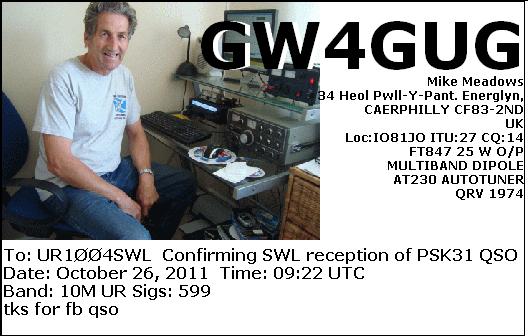 GW4GUG
Mike Meadows
34 Heol Pwll-Y-Pant. Energlyn,
CAERPHILLY CF83-2ND
UK
Loc:IO81JO ITU:27 CQ:14
FT847 25 W O/P
MULTIBAND DIPOLE
AT230 AUTOTUNER
QRV 1974
To: UR1ØØ4SWL Confirming SWL reception of PSK31 QSO
Date: October 26, 2011 Time: 09:22 UTC
Band: 10M UR Sigs: 599
tks for fb qso